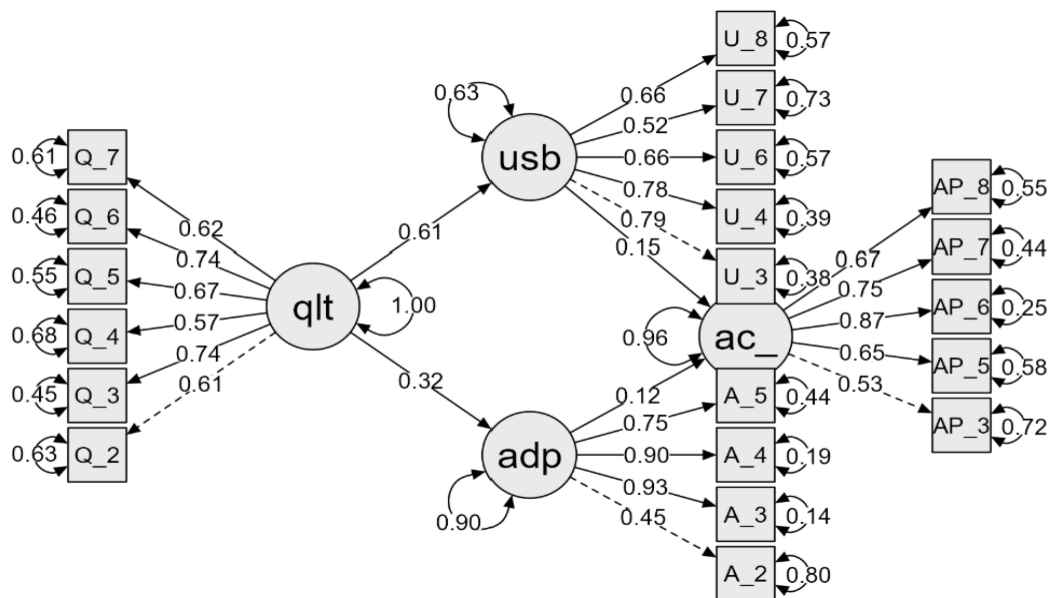 U_8
0.57
0.63
0.66
U_7
0.73
0.52
Q_7
0.61
usb
0.66
U_6
0.57
AP_8
0.55
0.78
Q_6
0.46
0.62
0.61
0.79
U_4
0.39
AP_7
0.44
0.74
0.15
0.67
Q_5
0.55
0.67
U_3
0.38
0.75
qlt
1.00
0.87
AP_6
0.25
Q_4
0.68
0.57
0.96
ac_
0.65
AP_5
0.58
0.74
0.61
0.32
0.12
0.53
Q_3
0.45
A_5
0.44
AP_3
0.72
0.75
Q_2
0.63
adp
0.90
A_4
0.19
0.93
0.90
0.45
A_3
0.14
A_2
0.80